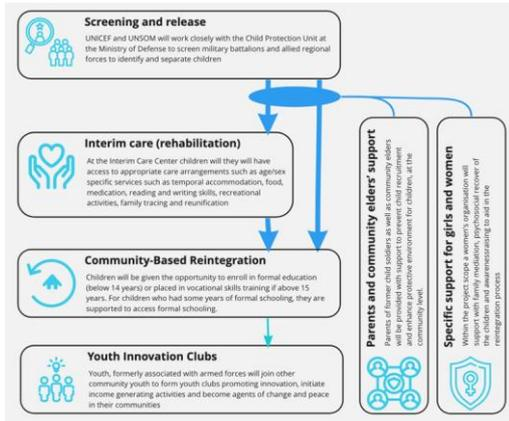 Screening and release
UNICEF and UNSOM will work closely with the Child Protection Unit at
the Ministry of Defense to screen military battalions and allied regional
forces to identify and separate children
Interim care (rehabilitation)
At the Interim Care Center children will they will have
access to appropriate care arrangements such as age/sex
specific services such as temporal accommodation, food,
medication, reading and writing skills, recreational
activities, family tracing and reunification
Community-Based Reintegration
Children will be given the opportunity to enroll in formal education
(below 14 years) or placed in vocational skills training if above 15
years. For children who had some years of formal schooling, they are
supported to access formal schooling.
Youth Innovation Clubs
Youth, formerly associated with armed forces will join other
community youth to form youth clubs promoting innovation, initiate
income generating activities and become agents of change and peace
in their communities
Parents and community elders' support
Parents of former child soldiers as well as community elders
will be provided with support to prevent child recruitment
and enhance protective environment for children, at the
community level.
Specific support for girls and women
Within the project scope a women's organisation will
support with family mediation, psychosocial recovery of
the children and awarenessraising to aid in the
reintegration process